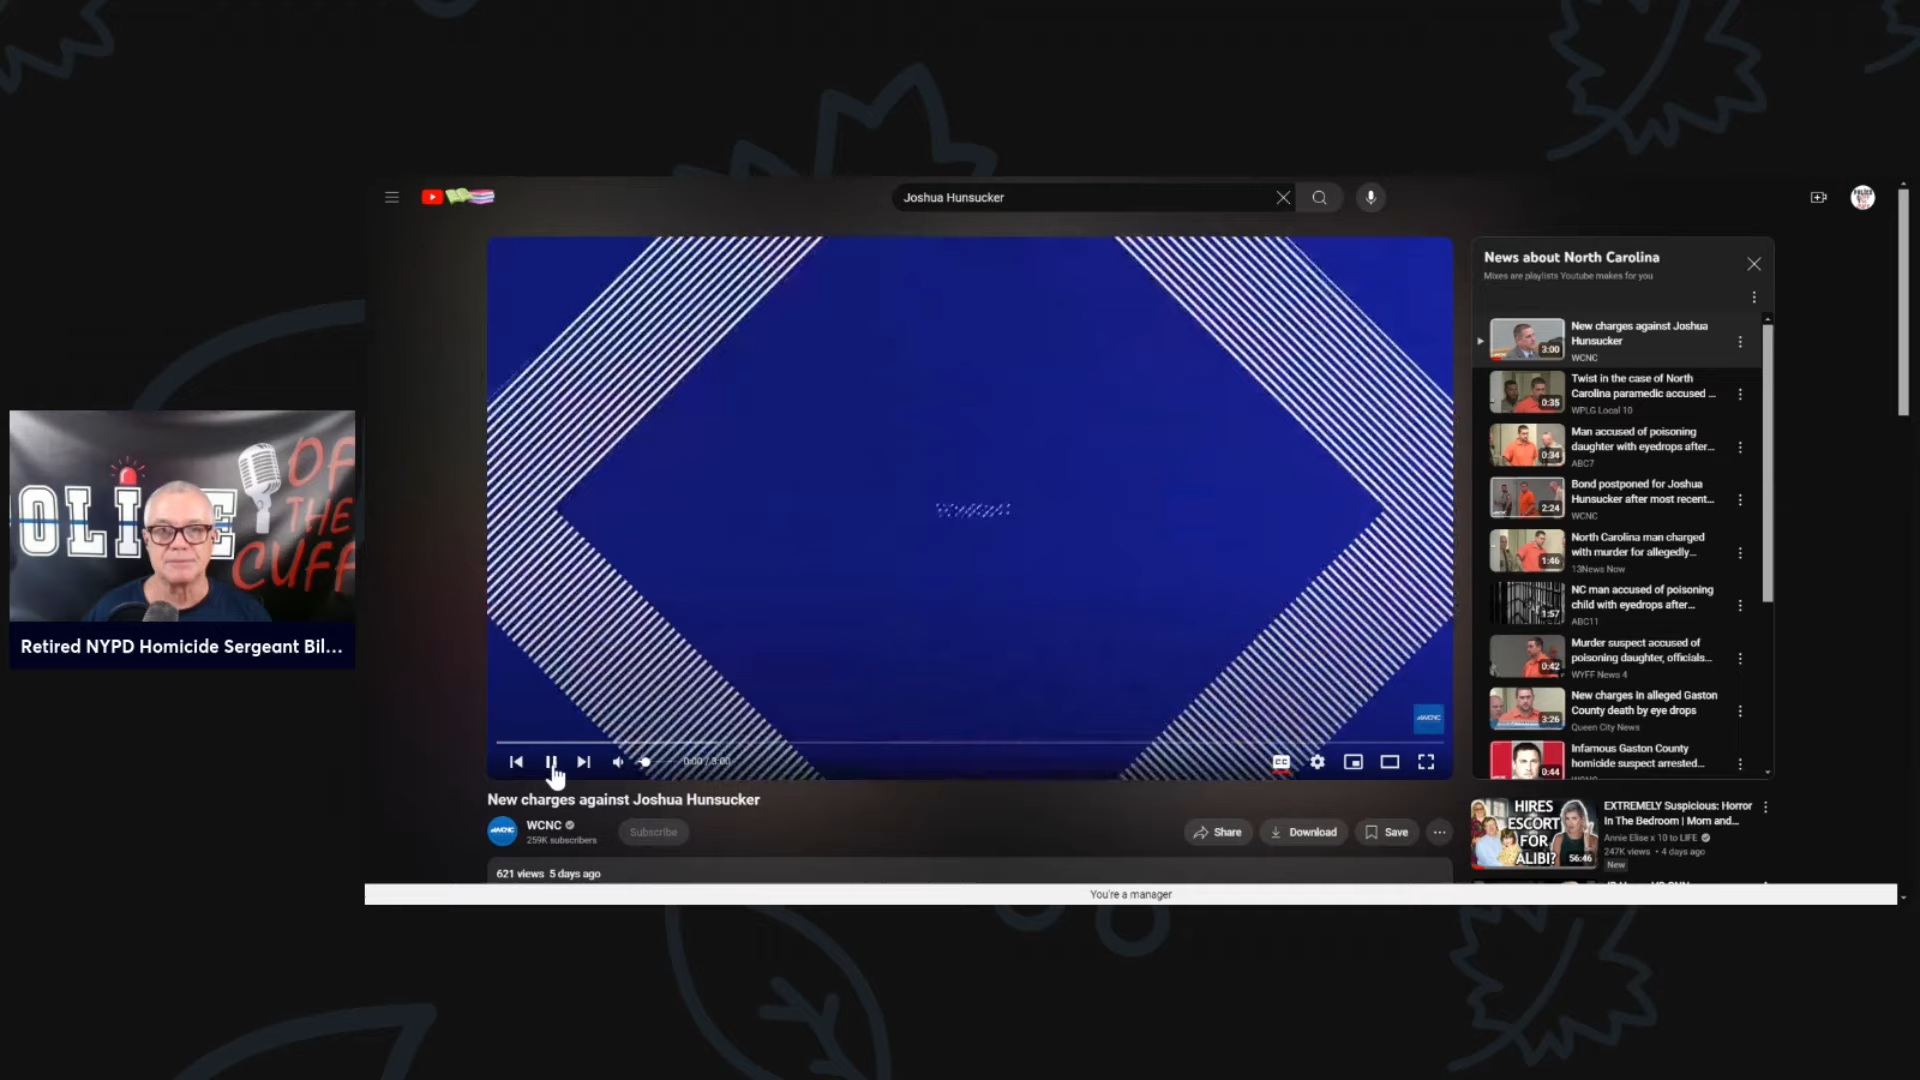 Joshua Hunsucker
News about North Carolina
Mixes are playlists Youtube makes for you
New charges against Joshua
Hunsucker
WCNC
3:00
Twist in the case of North
Carolina paramedic accused ...
WPLG Local 10
0:35
Man accused of poisoning
daughter with eyedrops after...
ABC7
0:34
Bond postponed for Joshua
Hunsucker after most recent...
WCNC
2:24
North Carolina man charged
with murder for allegedly...
13News Now
1:46
NC man accused of poisoning
child with eyedrops after...
ABC11
1:57
Murder suspect accused of
poisoning daughter, officials...
WYFF News 4
0:42
New charges in alleged Gaston
County death by eye drops
Queen City News
3:26
Infamous Gaston County
homicide suspect arrested...
0:44
OF
THE
CUFF
OLICE
Retired NYPD Homicide Sergeant Bil...
WCNC
0:00 / 3:00
CC
New charges against Joshua Hunsucker
WCNC
259K subscribers
Subscribe
Share
Download
Save
621 views 5 days ago
HIRES
ESCORT
FOR
ALIBI?
56:46
EXTREMELY Suspicious: Horror
In The Bedroom | Mom and...
Annie Elise x 10 to LIFE
247K views • 4 days ago
New
You're a manager